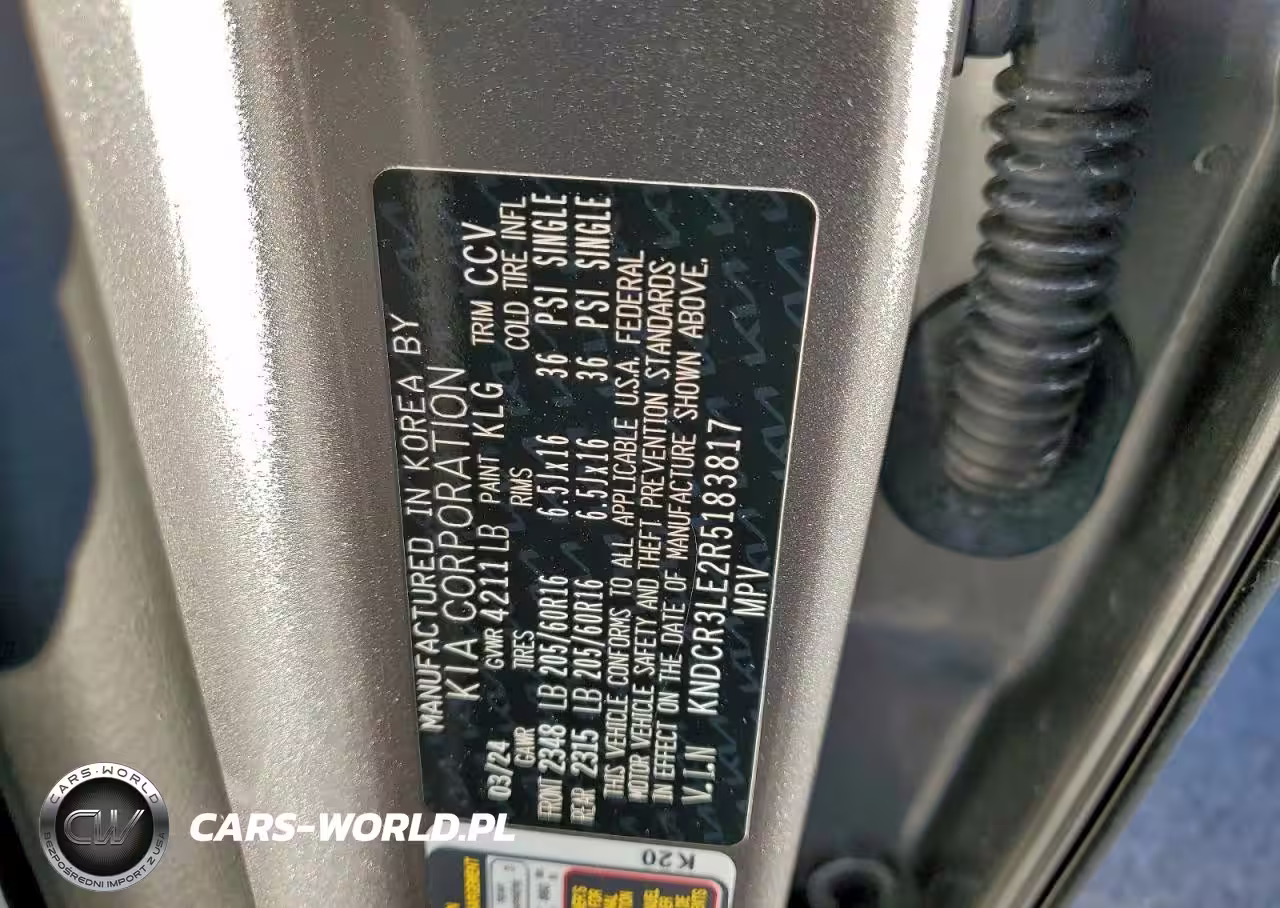 MANUFACTURED IN KOREA BY
KIA CORPORATION
03/24 GVWR 4211 LB PAINT KLG TRIM CCV
GAWR TIRES RIMS COLD TIRE INFL
FRONT 2348 LB 205/60R16 6.5Jx16 36 PSI SINGLE
REAR 2315 LB 205/60R16 6.5Jx16 36 PSI SINGLE
THIS VEHICLE CONFORMS TO ALL APPLICABLE U.S.A. FEDERAL
MOTOR VEHICLE SAFETY AND THEFT PREVENTION STANDARDS
IN EFFECT ON THE DATE OF MANUFACTURE SHOWN ABOVE.
V.I.N KNDCR3LE2R5183817
MPV
K20
CARS-WORLD
CW
BEZPOŚREDNI IMPORT Z USA
CARS-WORLD.PL